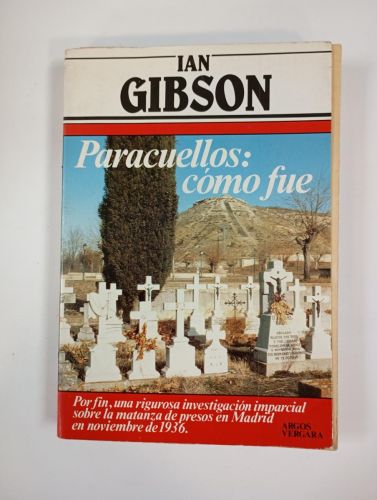 IAN
GIBSON
Paracuellos:
cómo fue
Por fin, una rigurosa investigación imparcial
sobre la matanza de presos en Madrid
en noviembre de 1936.
ARGOS
VERGARA